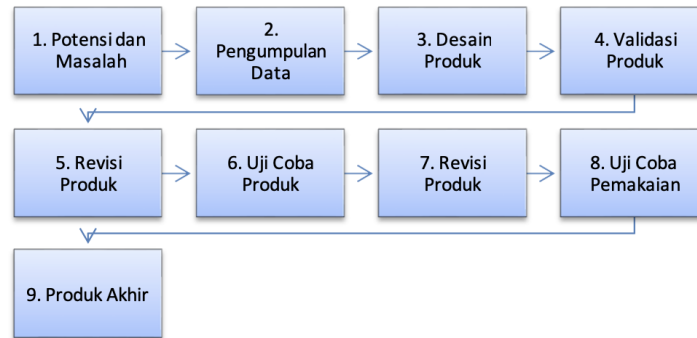 1. Potensi dan
Masalah
2.
Pengumpulan
Data
3. Desain
Produk
4. Validasi
Produk
5. Revisi
Produk
6. Uji Coba
Produk
7. Revisi
Produk
8. Uji Coba
Pemakaian
9. Produk Akhir